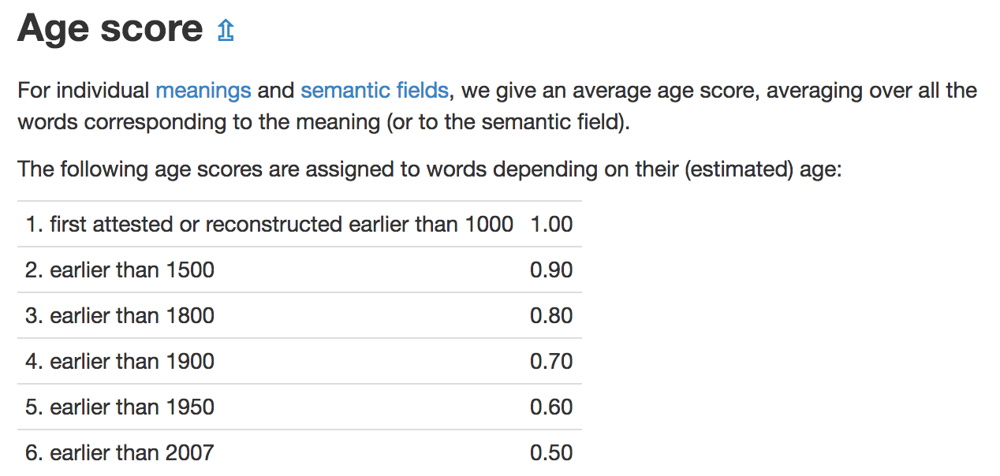 Age score ⇫
For individual meanings and semantic fields, we give an average age score, averaging over all the
words corresponding to the meaning (or to the semantic field).
The following age scores are assigned to words depending on their (estimated) age:
1. first attested or reconstructed earlier than 1000 1.00
2. earlier than 1500 0.90
3. earlier than 1800 0.80
4. earlier than 1900 0.70
5. earlier than 1950 0.60
6. earlier than 2007 0.50